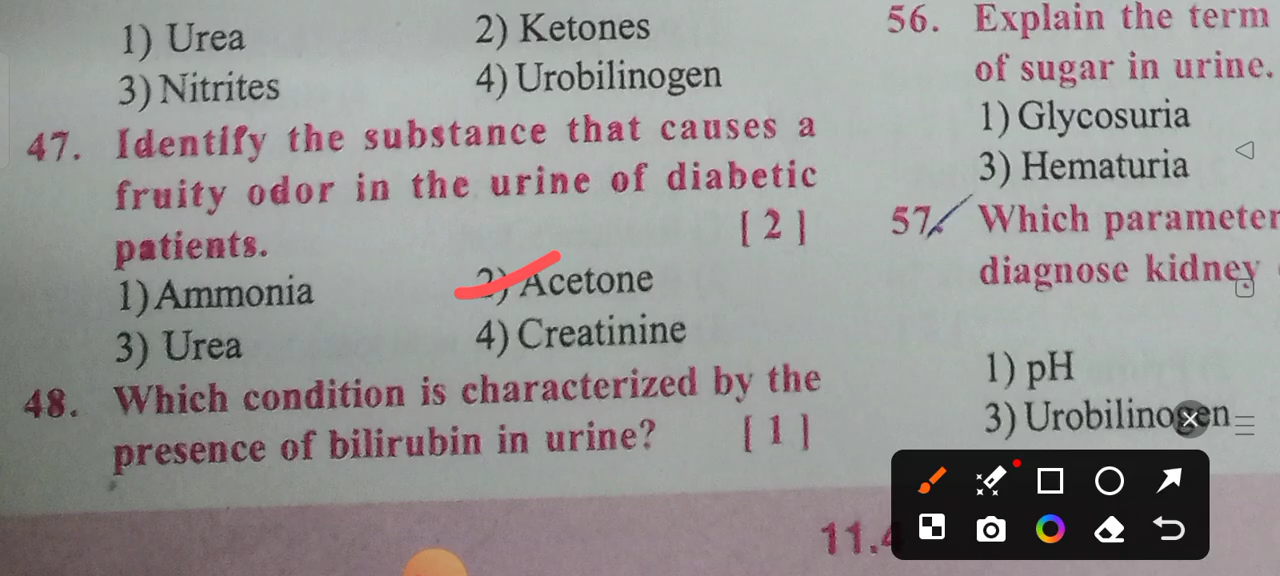 1) Urea
2) Ketones
3) Nitrites
4) Urobilinogen
47. Identify the substance that causes a
fruity odor in the urine of diabetic
patients. [ 2 ]
1) Ammonia
2) Acetone
3) Urea
4) Creatinine
48. Which condition is characterized by the
presence of bilirubin in urine? [ 1 ]
56. Explain the term
of sugar in urine.
1) Glycosuria
3) Hematuria
57. Which parameter
diagnose kidney
1) pH
3) Urobilinogen
11.4